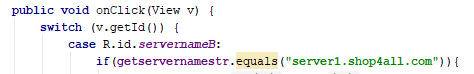 public void onClick(View v) {
switch (v.getId()) {
case R.id.servernameB:
if(getservernamestr.equals("server1.shop4all.com")){